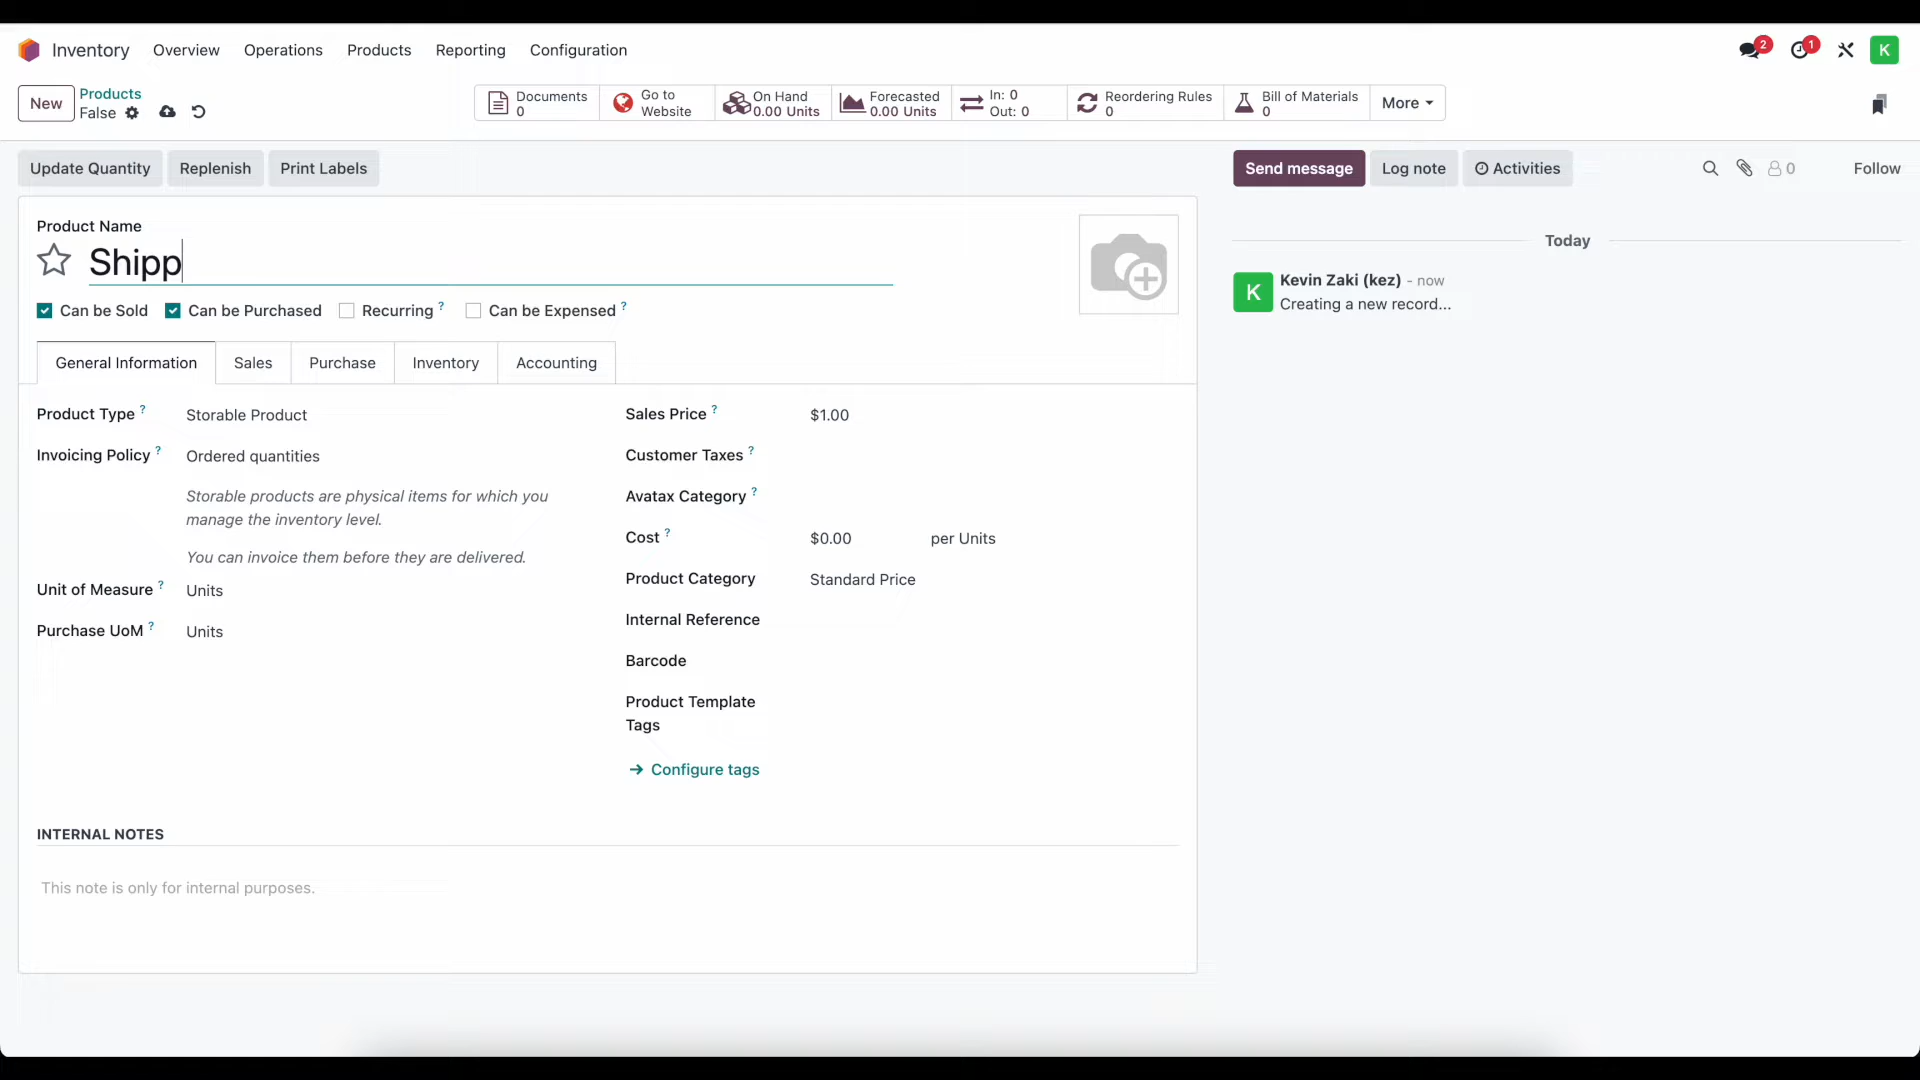 Inventory Overview Operations Products Reporting Configuration 2 1 K
New Products
False
Documents 0
Go to Website
On Hand 0.00 Units
Forecasted 0.00 Units
In: 0
Out: 0
Reordering Rules 0
Bill of Materials 0
More
Update Quantity Replenish Print Labels
Send message Log note Activities 0 Follow
Product Name
Shipp
Can be Sold Can be Purchased Recurring ? Can be Expensed ?
General Information Sales Purchase Inventory Accounting
Product Type ? Storable Product
Invoicing Policy ? Ordered quantities
Storable products are physical items for which you
manage the inventory level.
You can invoice them before they are delivered.
Unit of Measure ? Units
Purchase UoM ? Units
Sales Price ? $1.00
Customer Taxes ?
Avatax Category ?
Cost ? $0.00 per Units
Product Category Standard Price
Internal Reference
Barcode
Product Template
Tags
Configure tags
INTERNAL NOTES
This note is only for internal purposes.
Today
K
Kevin Zaki (kez) - now
Creating a new record...